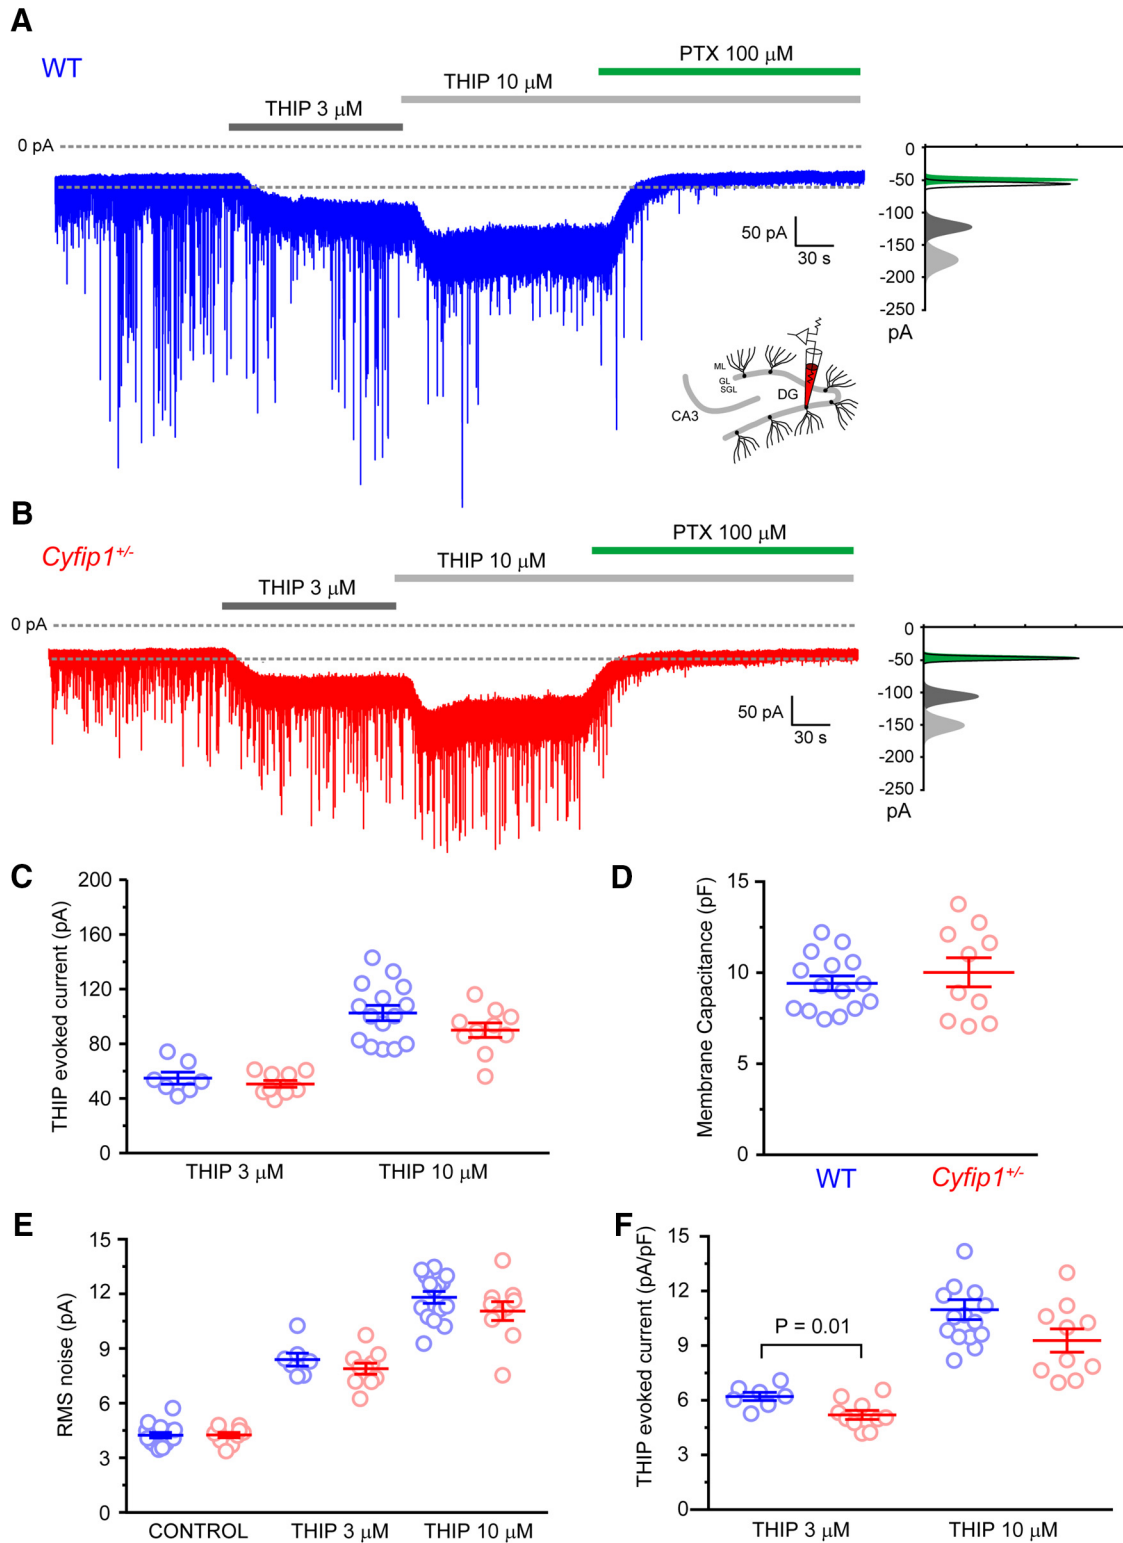 A
WT
PTX 100 µM
THIP 10 µM
THIP 3 µM
0 pA
50 pA
30 s
0
-50
-100
-150
-200
-250
pA
ML
GL
SGL
DG
CA3
B
Cyfip1+/-
PTX 100 µM
THIP 10 µM
THIP 3 µM
0 pA
50 pA
30 s
0
-50
-100
-150
-200
-250
pA
C
THIP evoked current (pA)
200
160
120
80
40
0
THIP 3 µM
THIP 10 µM
D
Membrane Capacitance (pF)
15
10
5
0
WT
Cyfip1+/-
E
RMS noise (pA)
15
12
9
6
3
0
CONTROL
THIP 3 µM
THIP 10 µM
F
THIP evoked current (pA/pF)
15
12
9
6
3
0
P = 0.01
THIP 3 µM
THIP 10 µM